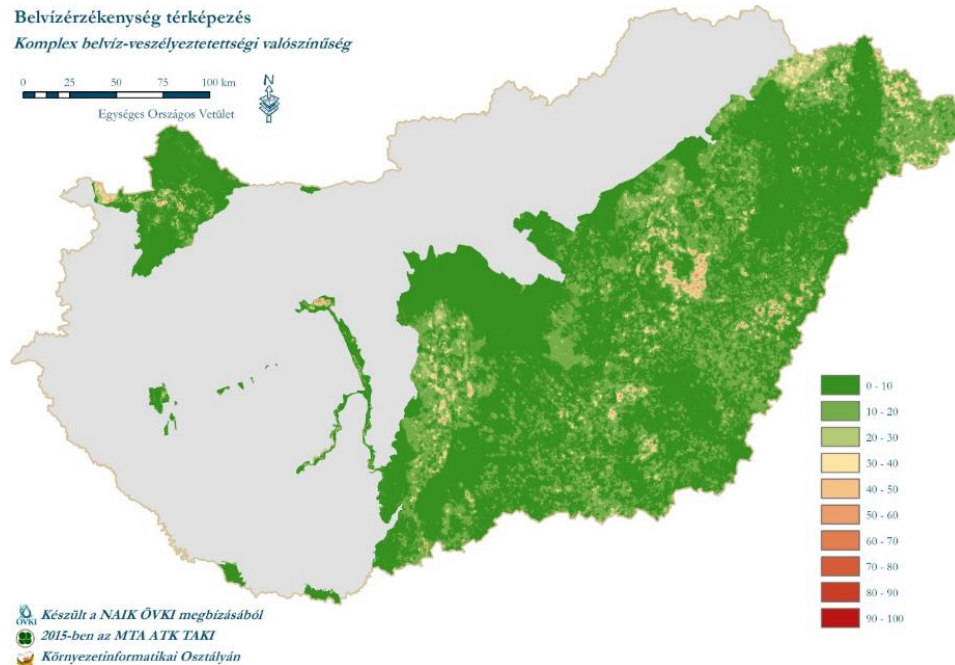 Belvízérzékenység térképezés
Komplex belvíz-veszélyeztetettségi valószínűség
0 25 50 75 100 km
N
Egységes Országos Vetület
0 - 10
10 - 20
20 - 30
30 - 40
40 - 50
50 - 60
60 - 70
70 - 80
80 - 90
90 - 100
ÖVKI Készült a NAIK ÖVKI megbízásából
2015-ben az MTA ATK TAKI
Környezetinformatikai Osztályán